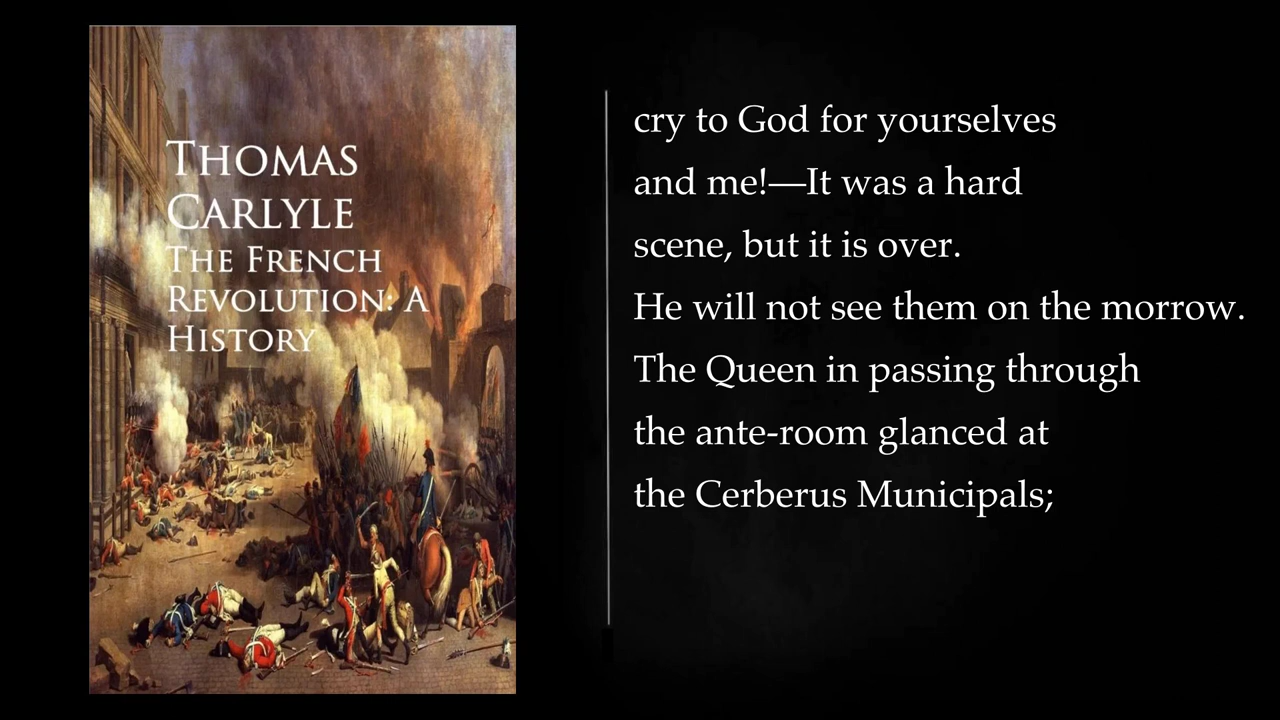 THOMAS
CARLYLE
THE FRENCH
REVOLUTION: A
HISTORY
cry to God for yourselves
and me!—It was a hard
scene, but it is over.
He will not see them on the morrow.
The Queen in passing through
the ante-room glanced at
the Cerberus Municipals;